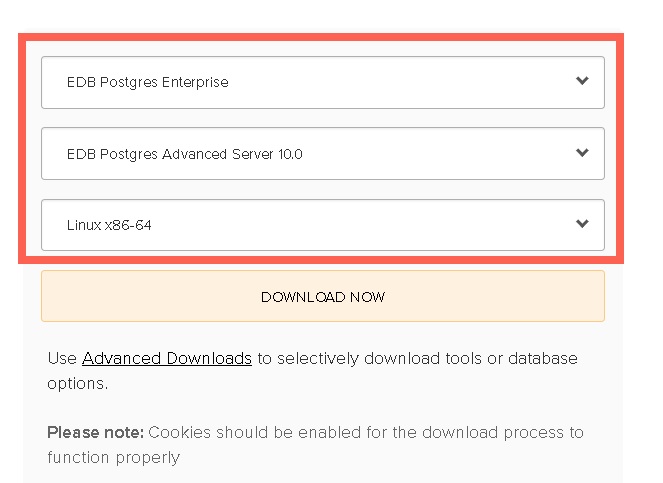 EDB Postgres Enterprise
EDB Postgres Advanced Server 10.0
Linux x86-64
DOWNLOAD NOW
Use Advanced Downloads to selectively download tools or database
options.
Please note: Cookies should be enabled for the download process to
function properly